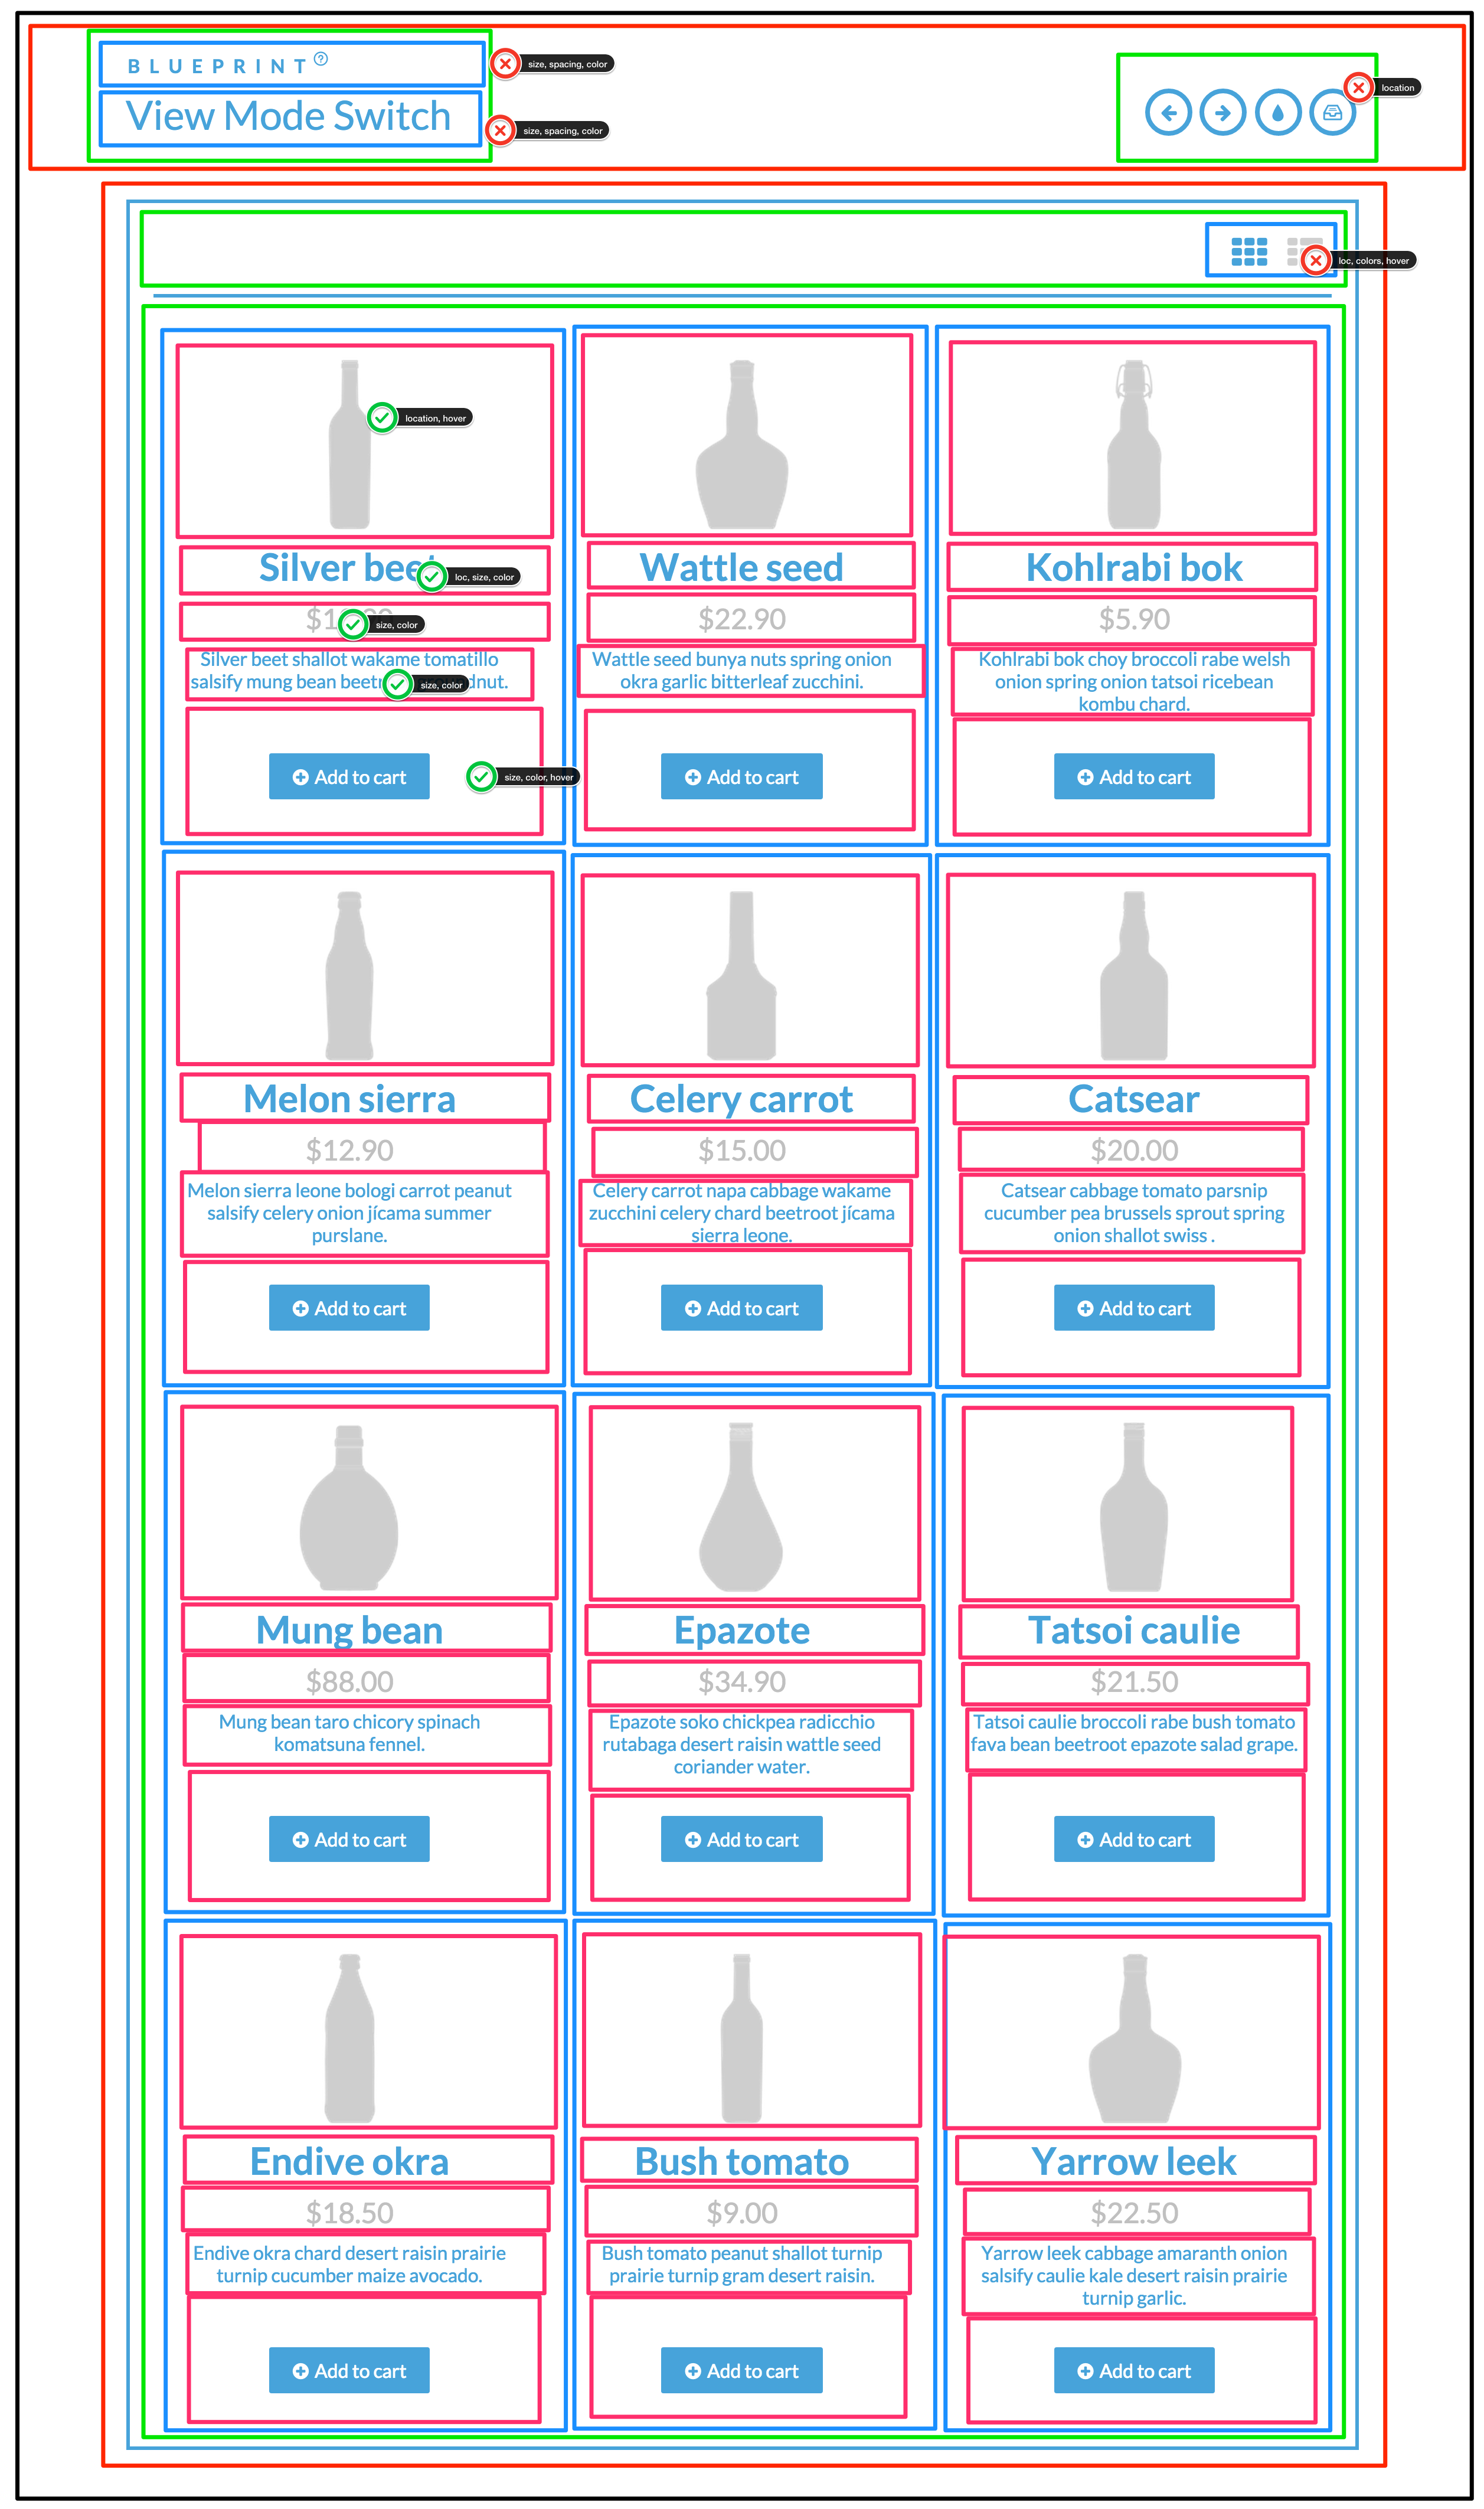 BLUEPRINT
size, spacing, color
View Mode Switch
size, spacing, color
location
loc, colors, hover
location, hover
Silver bee
loc, size, color
Wattle seed
Kohlrabi bok
size, color
$22.90
$5.90
Silver beet shallot wakame tomatillo
salsify mung bean
size, color
Wattle seed bunya nuts spring onion
okra garlic bitterleaf zucchini.
Kohlrabi bok choy broccoli rabe welsh
onion spring onion tatsoi ricebean
kombu chard.
Add to cart
size, color, hover
Add to cart
Add to cart
Melon sierra
Celery carrot
Catsear
$12.90
$15.00
$20.00
Melon sierra leone bologi carrot peanut
salsify celery onion jícama summer
purslane.
Celery carrot napa cabbage wakame
zucchini celery chard beetroot jícama
sierra leone.
Catsear cabbage tomato parsnip
cucumber pea brussels sprout spring
onion shallot swiss .
Add to cart
Add to cart
Add to cart
Mung bean
Epazote
Tatsoi caulie
$88.00
$34.90
$21.50
Mung bean taro chicory spinach
komatsuna fennel.
Epazote soko chickpea radicchio
rutabaga desert raisin wattle seed
coriander water.
Tatsoi caulie broccoli rabe bush tomato
fava bean beetroot epazote salad grape.
Add to cart
Add to cart
Add to cart
Endive okra
Bush tomato
Yarrow leek
$18.50
$9.00
$22.50
Endive okra chard desert raisin prairie
turnip cucumber maize avocado.
Bush tomato peanut shallot turnip
prairie turnip gram desert raisin.
Yarrow leek cabbage amaranth onion
salsify caulie kale desert raisin prairie
turnip garlic.
Add to cart
Add to cart
Add to cart